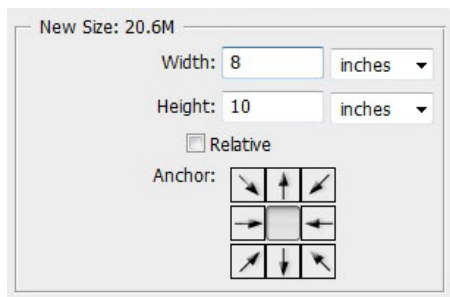 New Size: 20.6M
Width: 8 inches
Height: 10 inches
Relative
Anchor: